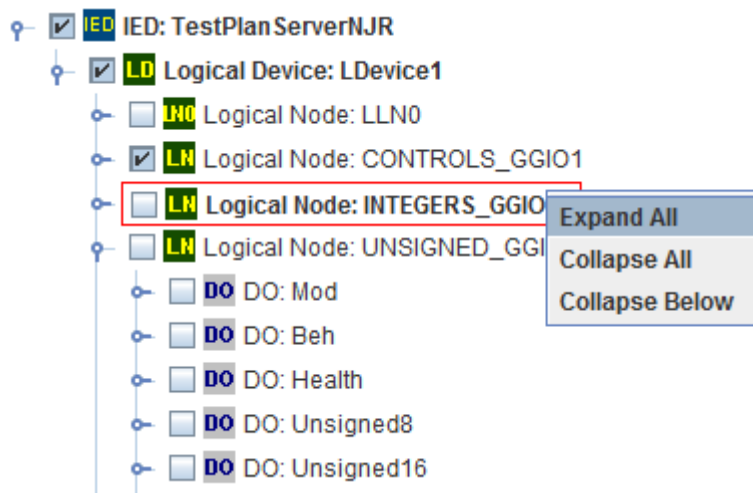 IED IED: TestPlanServerNJR
LD Logical Device: LDevice1
LN0 Logical Node: LLN0
LN Logical Node: CONTROLS_GGIO1
LN Logical Node: INTEGERS_GGIO
Expand All
LN Logical Node: UNSIGNED_GGI
Collapse All
DO DO: Mod
Collapse Below
DO DO: Beh
DO DO: Health
DO DO: Unsigned8
DO DO: Unsigned16